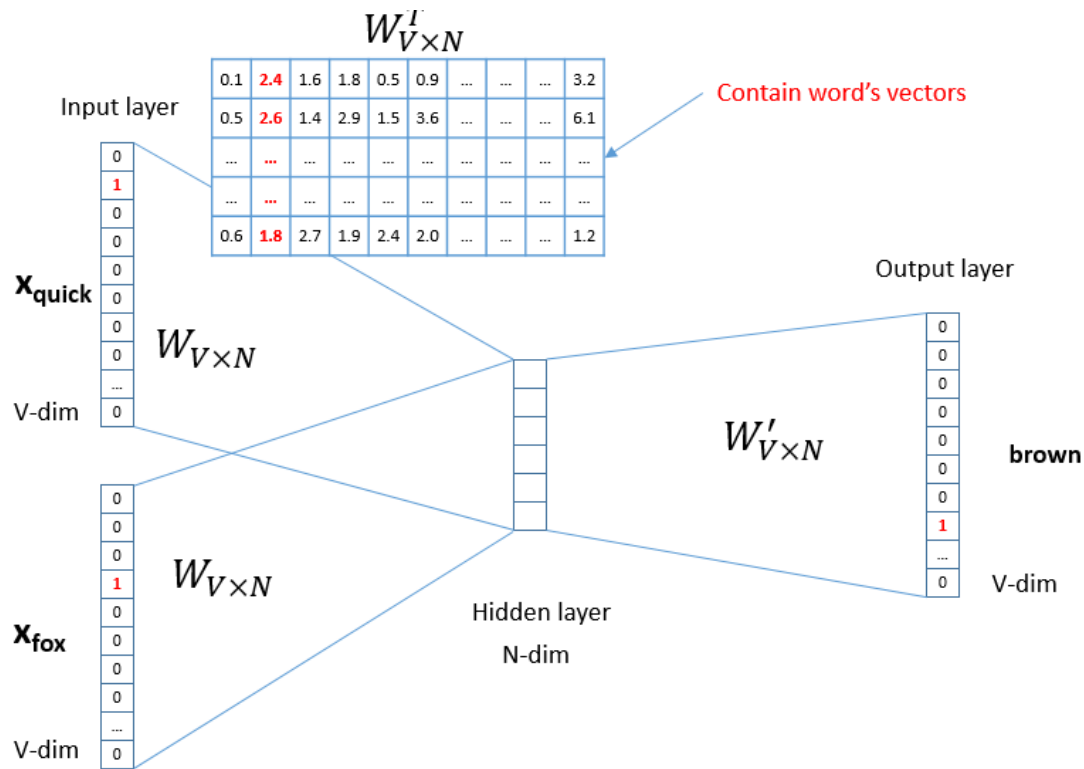 W^T_{V×N}
0.1 2.4 1.6 1.8 0.5 0.9 ... ... ... 3.2
0.5 2.6 1.4 2.9 1.5 3.6 ... ... ... 6.1
... ... ... ... ... ... ... ... ... ...
... ... ... ... ... ... ... ... ... ...
0.6 1.8 2.7 1.9 2.4 2.0 ... ... ... 1.2
Contain word's vectors
Input layer
0
1
0
0
0
0
0
0
...
0
x_quick
W_{V×N}
V-dim
0
0
0
1
0
0
0
0
...
0
x_fox
W_{V×N}
V-dim
Hidden layer
N-dim
W'_{V×N}
Output layer
0
0
0
0
0
0
0
1
...
0
brown
V-dim